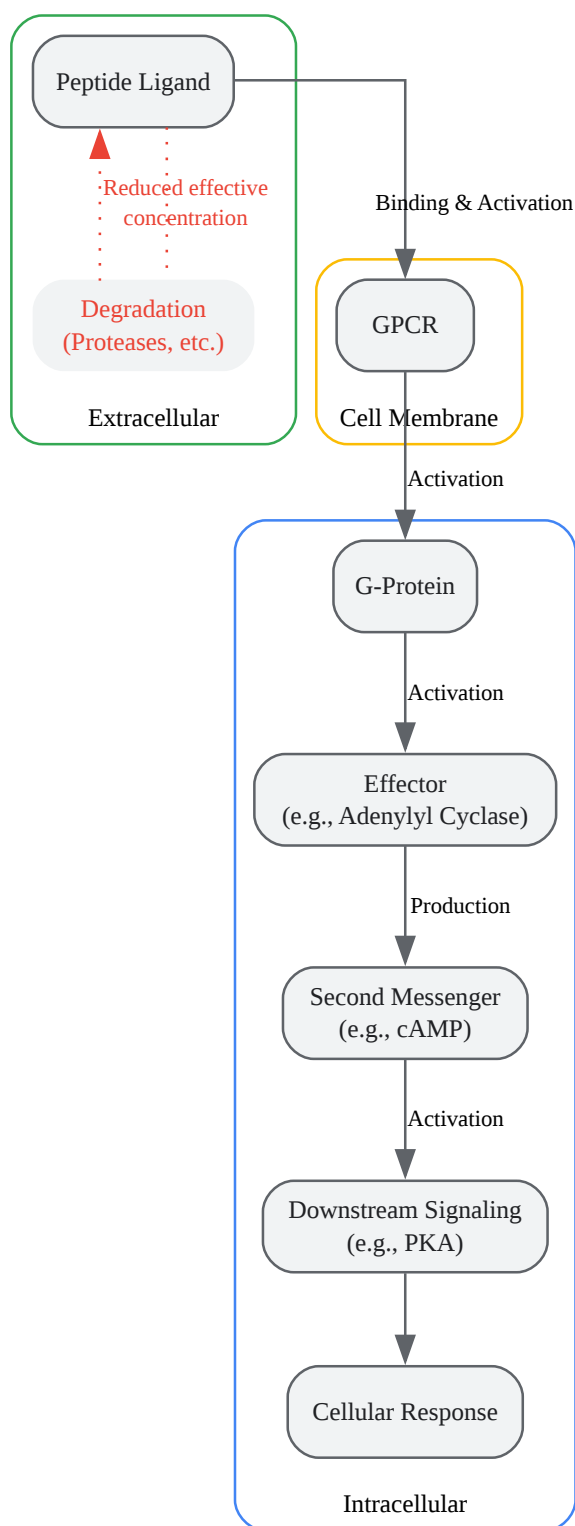 Peptide Ligand
Reduced effective
concentration
Binding & Activation
Degradation
(Proteases, etc.)
GPCR
Extracellular
Cell Membrane
Activation
G-Protein
Activation
Effector
(e.g., Adenylyl Cyclase)
Production
Second Messenger
(e.g., cAMP)
Activation
Downstream Signaling
(e.g., PKA)
Cellular Response
Intracellular